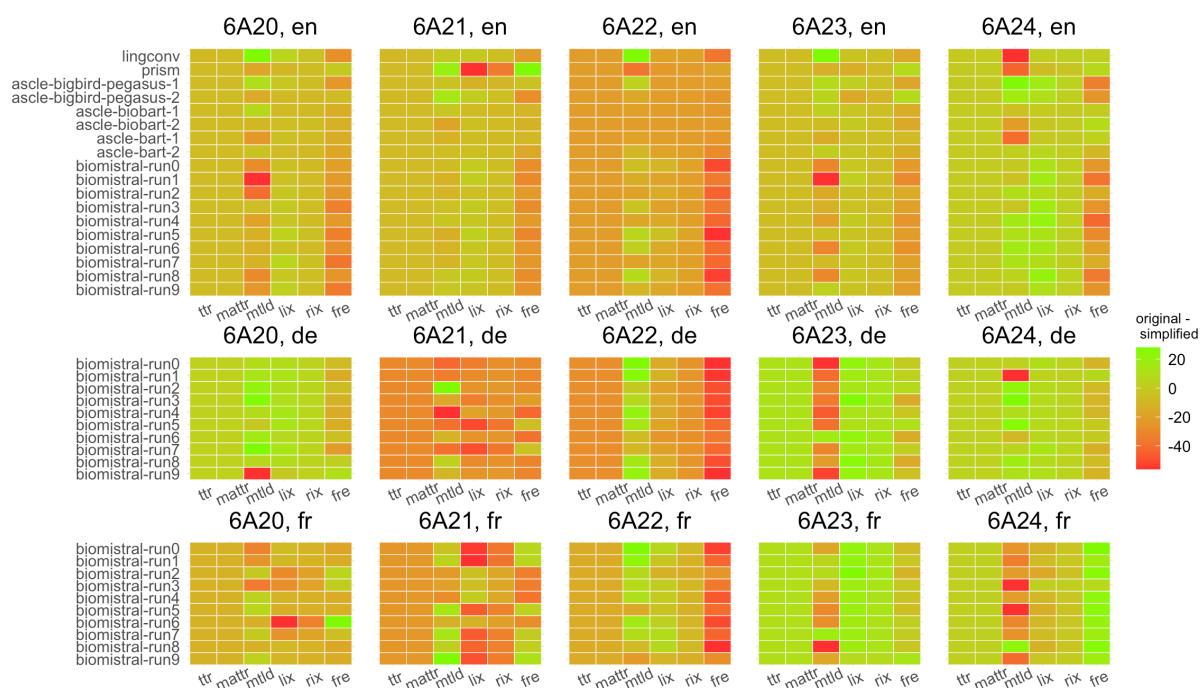 6A20, en 6A21, en 6A22, en 6A23, en 6A24, en
lingconv
prism
ascle-bigbird-pegasus-1
ascle-bigbird-pegasus-2
ascle-biobart-1
ascle-biobart-2
ascle-bart-1
ascle-bart-2
biomistral-run0
biomistral-run1
biomistral-run2
biomistral-run3
biomistral-run4
biomistral-run5
biomistral-run6
biomistral-run7
biomistral-run8
biomistral-run9
ttr mattr mtld lix rix fre ttr mattr mtld lix rix fre ttr mattr mtld lix rix fre ttr mattr mtld lix rix fre ttr mattr mtld lix rix fre
6A20, de 6A21, de 6A22, de 6A23, de 6A24, de
biomistral-run0
biomistral-run1
biomistral-run2
biomistral-run3
biomistral-run4
biomistral-run5
biomistral-run6
biomistral-run7
biomistral-run8
biomistral-run9
ttr mattr mtld lix rix fre ttr mattr mtld lix rix fre ttr mattr mtld lix rix fre ttr mattr mtld lix rix fre ttr mattr mtld lix rix fre
6A20, fr 6A21, fr 6A22, fr 6A23, fr 6A24, fr
biomistral-run0
biomistral-run1
biomistral-run2
biomistral-run3
biomistral-run4
biomistral-run5
biomistral-run6
biomistral-run7
biomistral-run8
biomistral-run9
ttr mattr mtld lix rix fre ttr mattr mtld lix rix fre ttr mattr mtld lix rix fre ttr mattr mtld lix rix fre ttr mattr mtld lix rix fre
original -
simplified
20
0
-20
-40